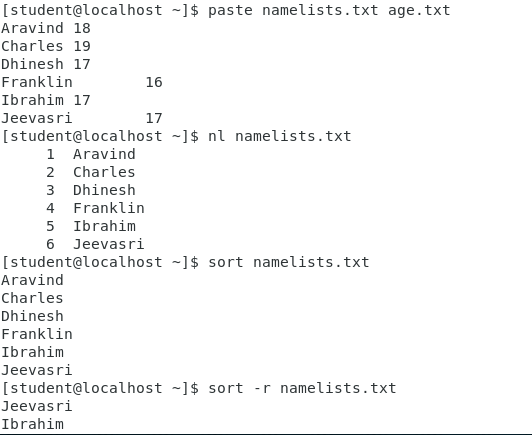 [student@localhost ~]$ paste namelists.txt age.txt
Aravind 18
Charles 19
Dhinesh 17
Franklin        16
Ibrahim 17
Jeevasri        17
[student@localhost ~]$ nl namelists.txt
     1  Aravind
     2  Charles
     3  Dhinesh
     4  Franklin
     5  Ibrahim
     6  Jeevasri
[student@localhost ~]$ sort namelists.txt
Aravind
Charles
Dhinesh
Franklin
Ibrahim
Jeevasri
[student@localhost ~]$ sort -r namelists.txt
Jeevasri
Ibrahim